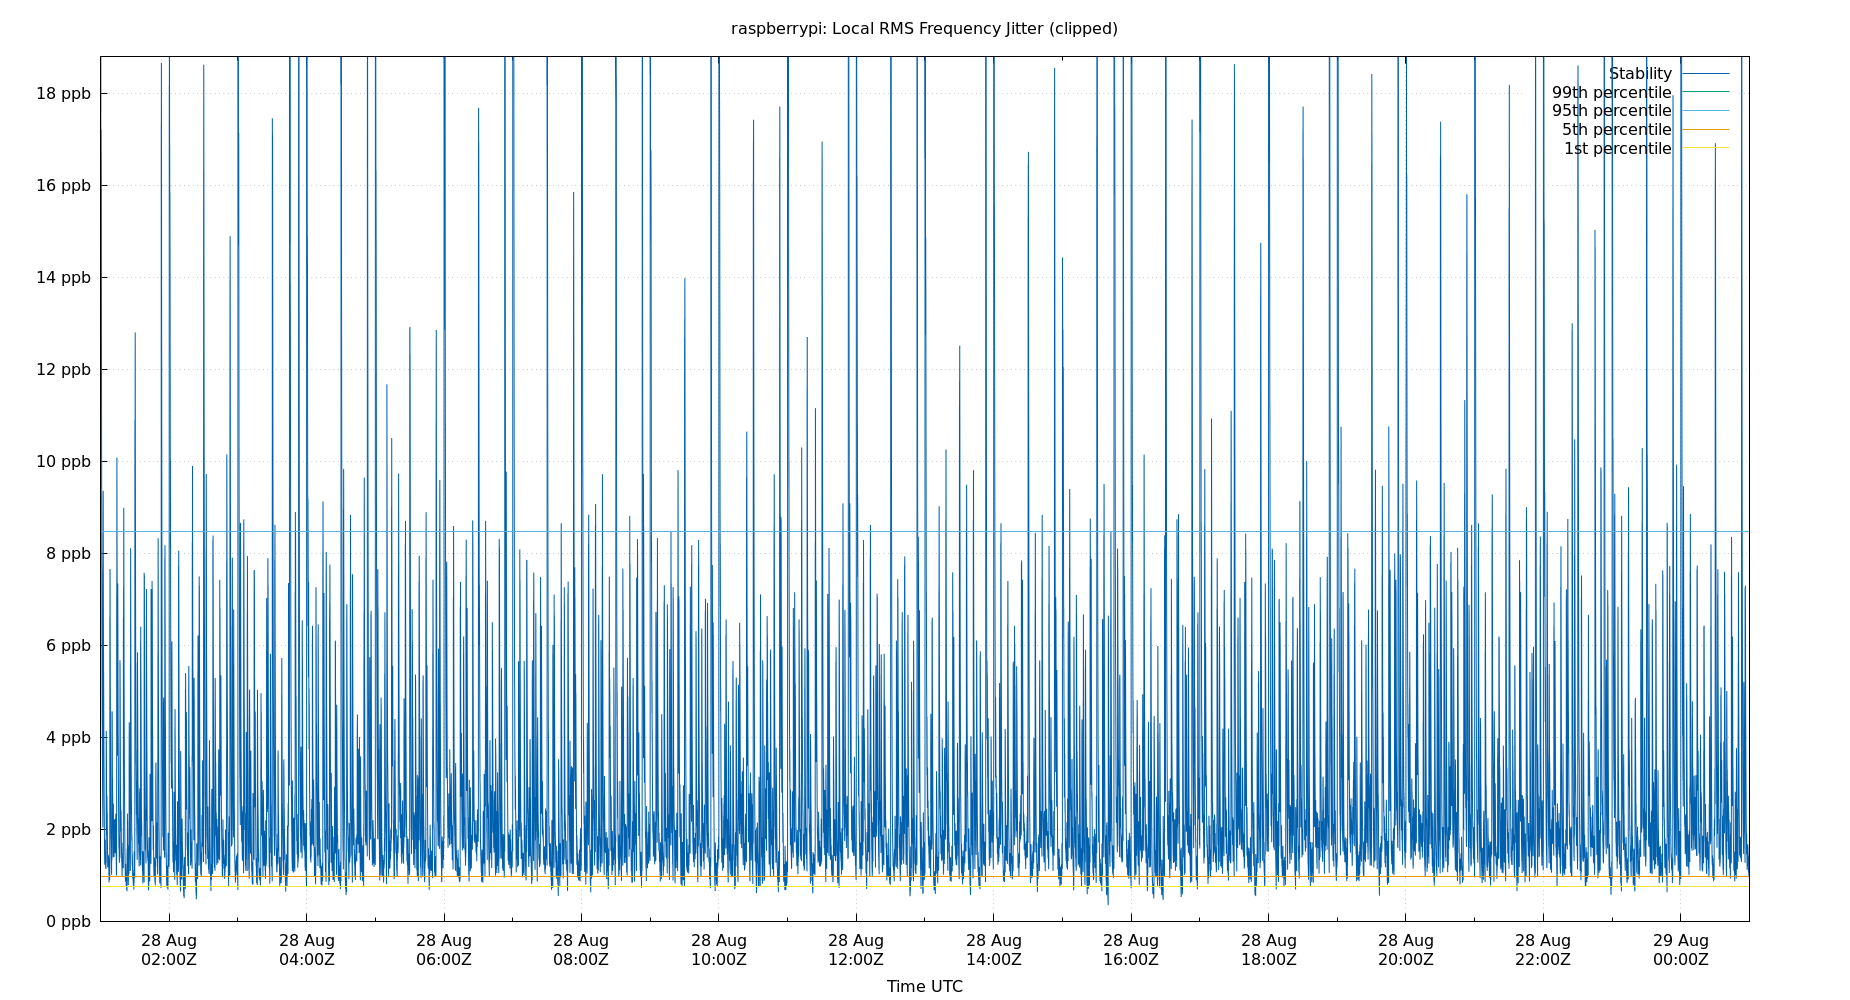 raspberrypi: Local RMS Frequency Jitter (clipped)
Stability
99th percentile
95th percentile
5th percentile
1st percentile
18 ppb
16 ppb
14 ppb
12 ppb
10 ppb
8 ppb
6 ppb
4 ppb
2 ppb
0 ppb
28 Aug 28 Aug 28 Aug 28 Aug 28 Aug 28 Aug 28 Aug 28 Aug 28 Aug 28 Aug 28 Aug 29 Aug
02:00Z 04:00Z 06:00Z 08:00Z 10:00Z 12:00Z 14:00Z 16:00Z 18:00Z 20:00Z 22:00Z 00:00Z
Time UTC